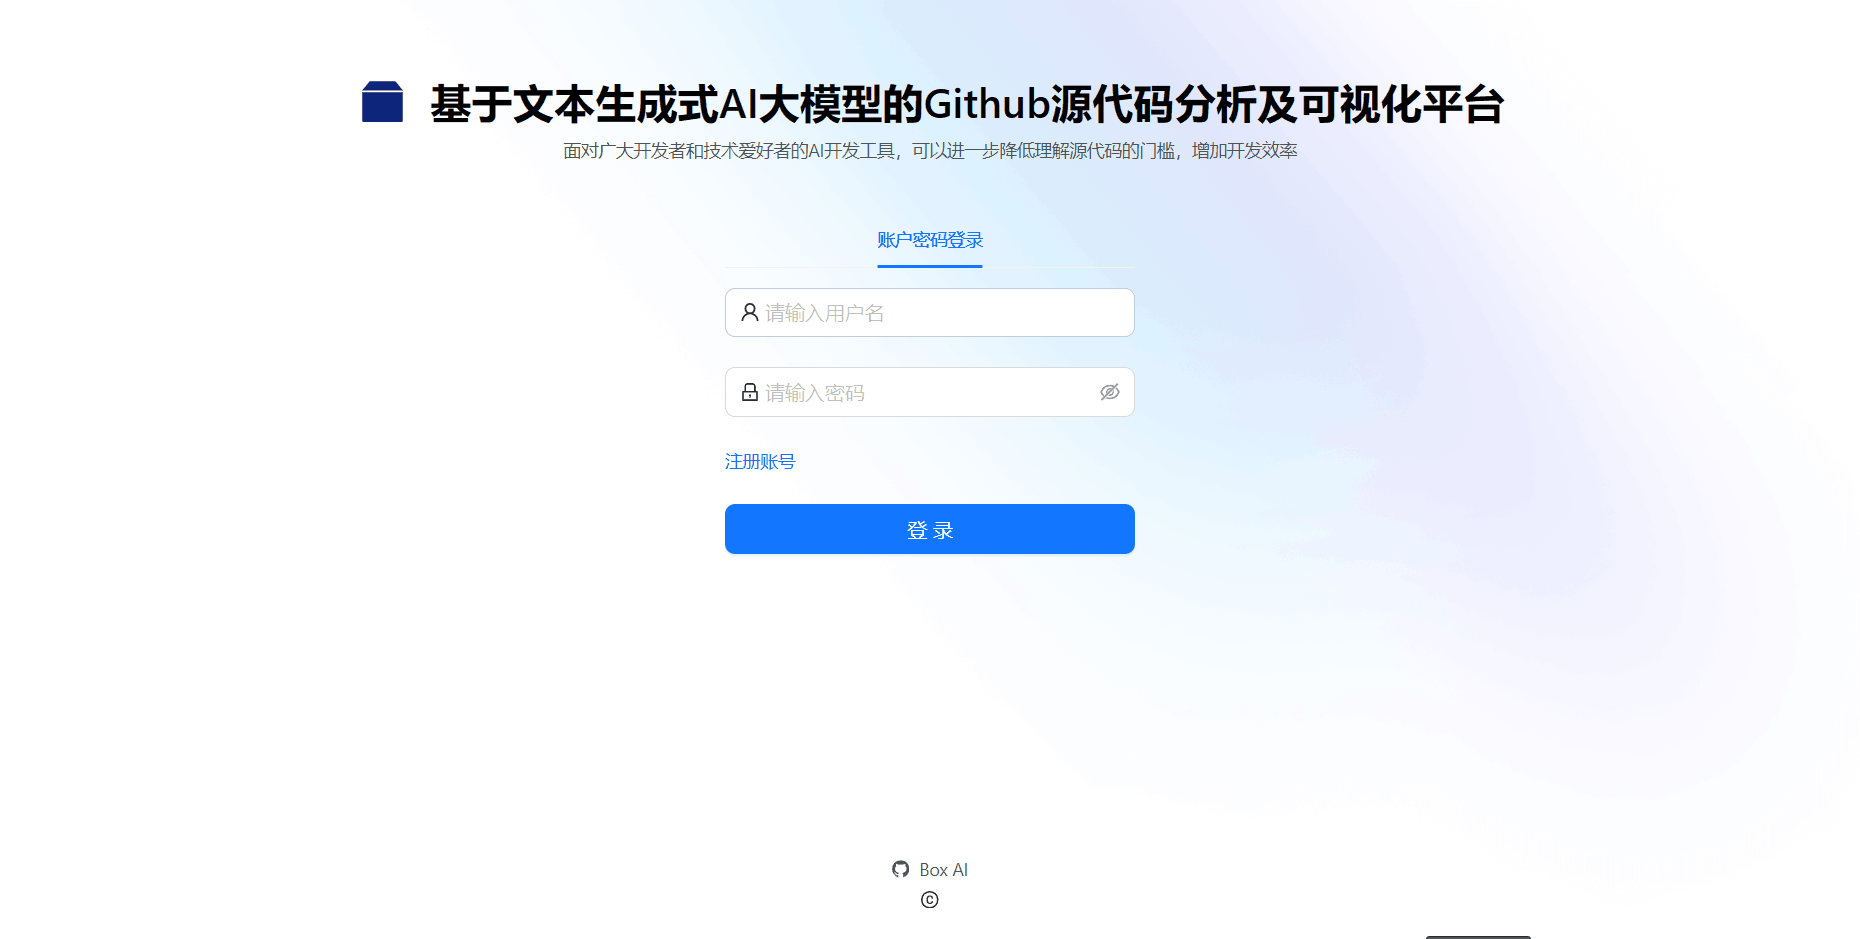 基于文本生成式AI大模型的Github源代码分析及可视化平台
面对广大开发者和技术爱好者的AI开发工具，可以进一步降低理解源代码的门槛，增加开发效率
账户密码登录
请输入用户名
请输入密码
注册账号
登 录
Box AI
©